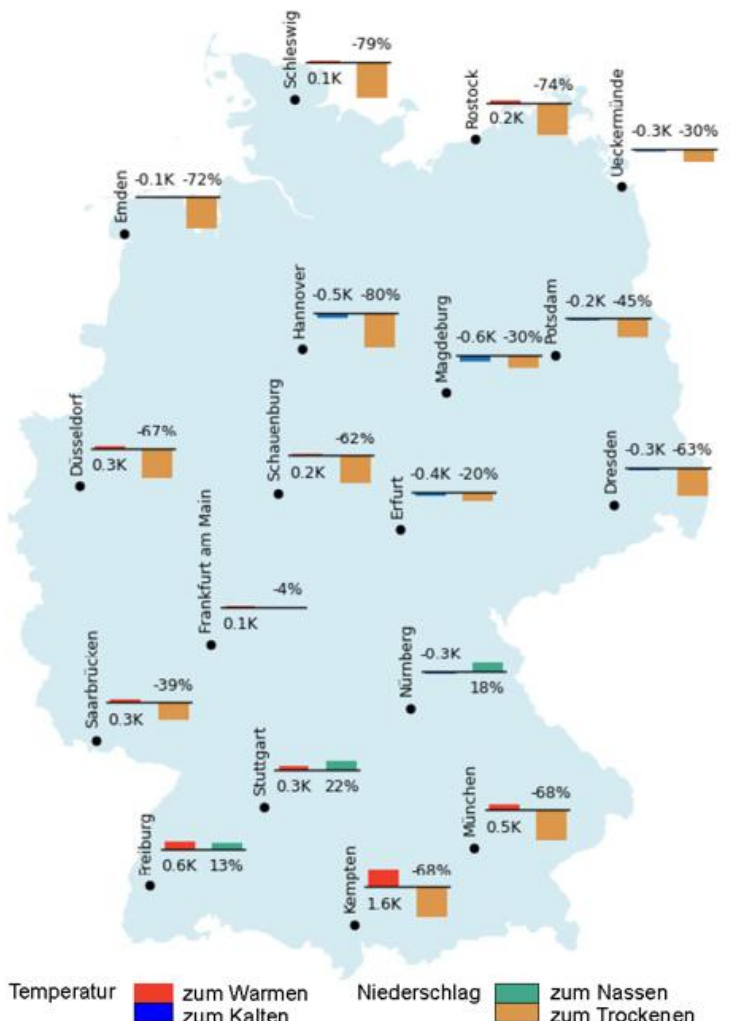 Schleswig
-79%
0.1K
Rostock
-74%
0.2K
Ueckermünde
-0.3K -30%
Emden
-0.1K -72%
Hannover
-0.5K -80%
Magdeburg
-0.6K -30%
Potsdam
-0.2K -45%
Düsseldorf
-67%
0.3K
Schauenburg
-62%
0.2K
Erfurt
-0.4K -20%
Dresden
-0.3K -63%
Frankfurt am Main
-4%
0.1K
Nürnberg
-0.3K
18%
Saarbrücken
-39%
0.3K
Stuttgart
0.3K 22%
München
-68%
0.5K
Freiburg
0.6K 13%
Kempten
-68%
1.6K
Temperatur zum Warmen Niederschlag zum Nassen
zum Kalten zum Trockenen